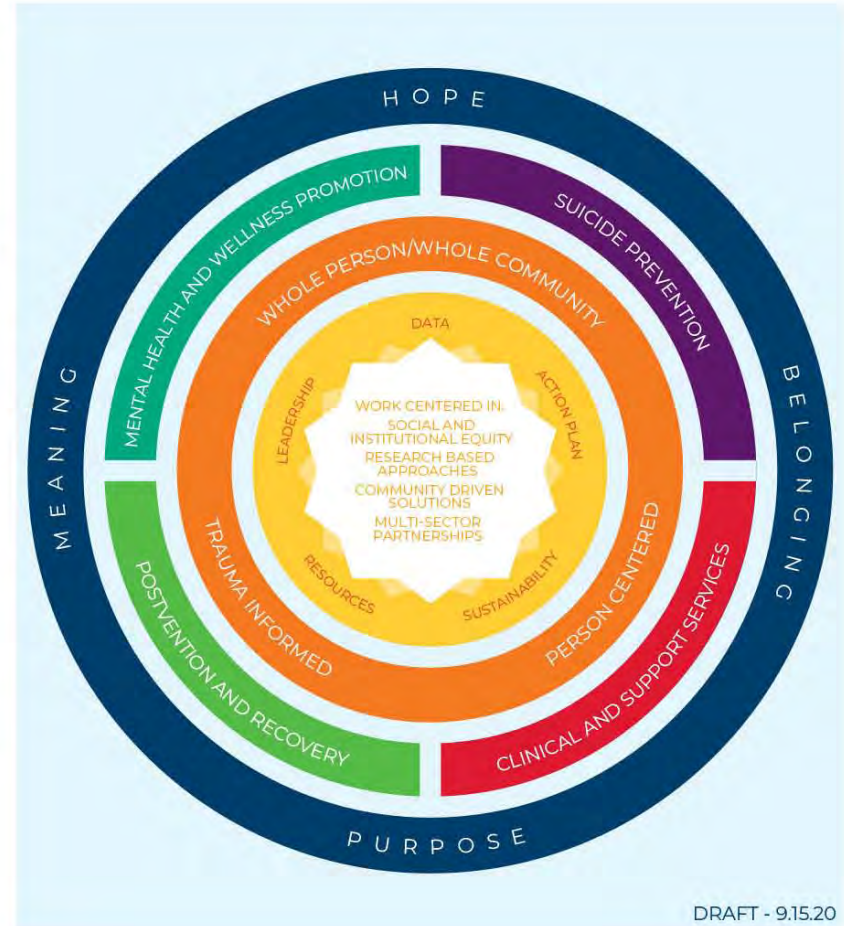 HOPE
MENTAL HEALTH AND WELLNESS PROMOTION
SUICIDE PREVENTION
WHOLE PERSON/WHOLE COMMUNITY
DATA
LEADERSHIP
ACTION PLAN
WORK CENTERED IN:
SOCIAL AND
INSTITUTIONAL EQUITY
RESEARCH BASED
APPROACHES
COMMUNITY DRIVEN
SOLUTIONS
MULTI-SECTOR
PARTNERSHIPS
MEANING
BELONGING
RESOURCES
SUSTAINABILITY
TRAUMA INFORMED
PERSON CENTERED
POSTVENTION AND RECOVERY
CLINICAL AND SUPPORT SERVICES
PURPOSE
DRAFT - 9.15.20